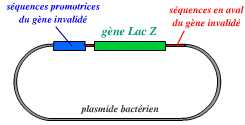 séquences promotrices
du gène invalidé
gène Lac Z
séquences en aval
du gène invalidé
plasmide bactérien